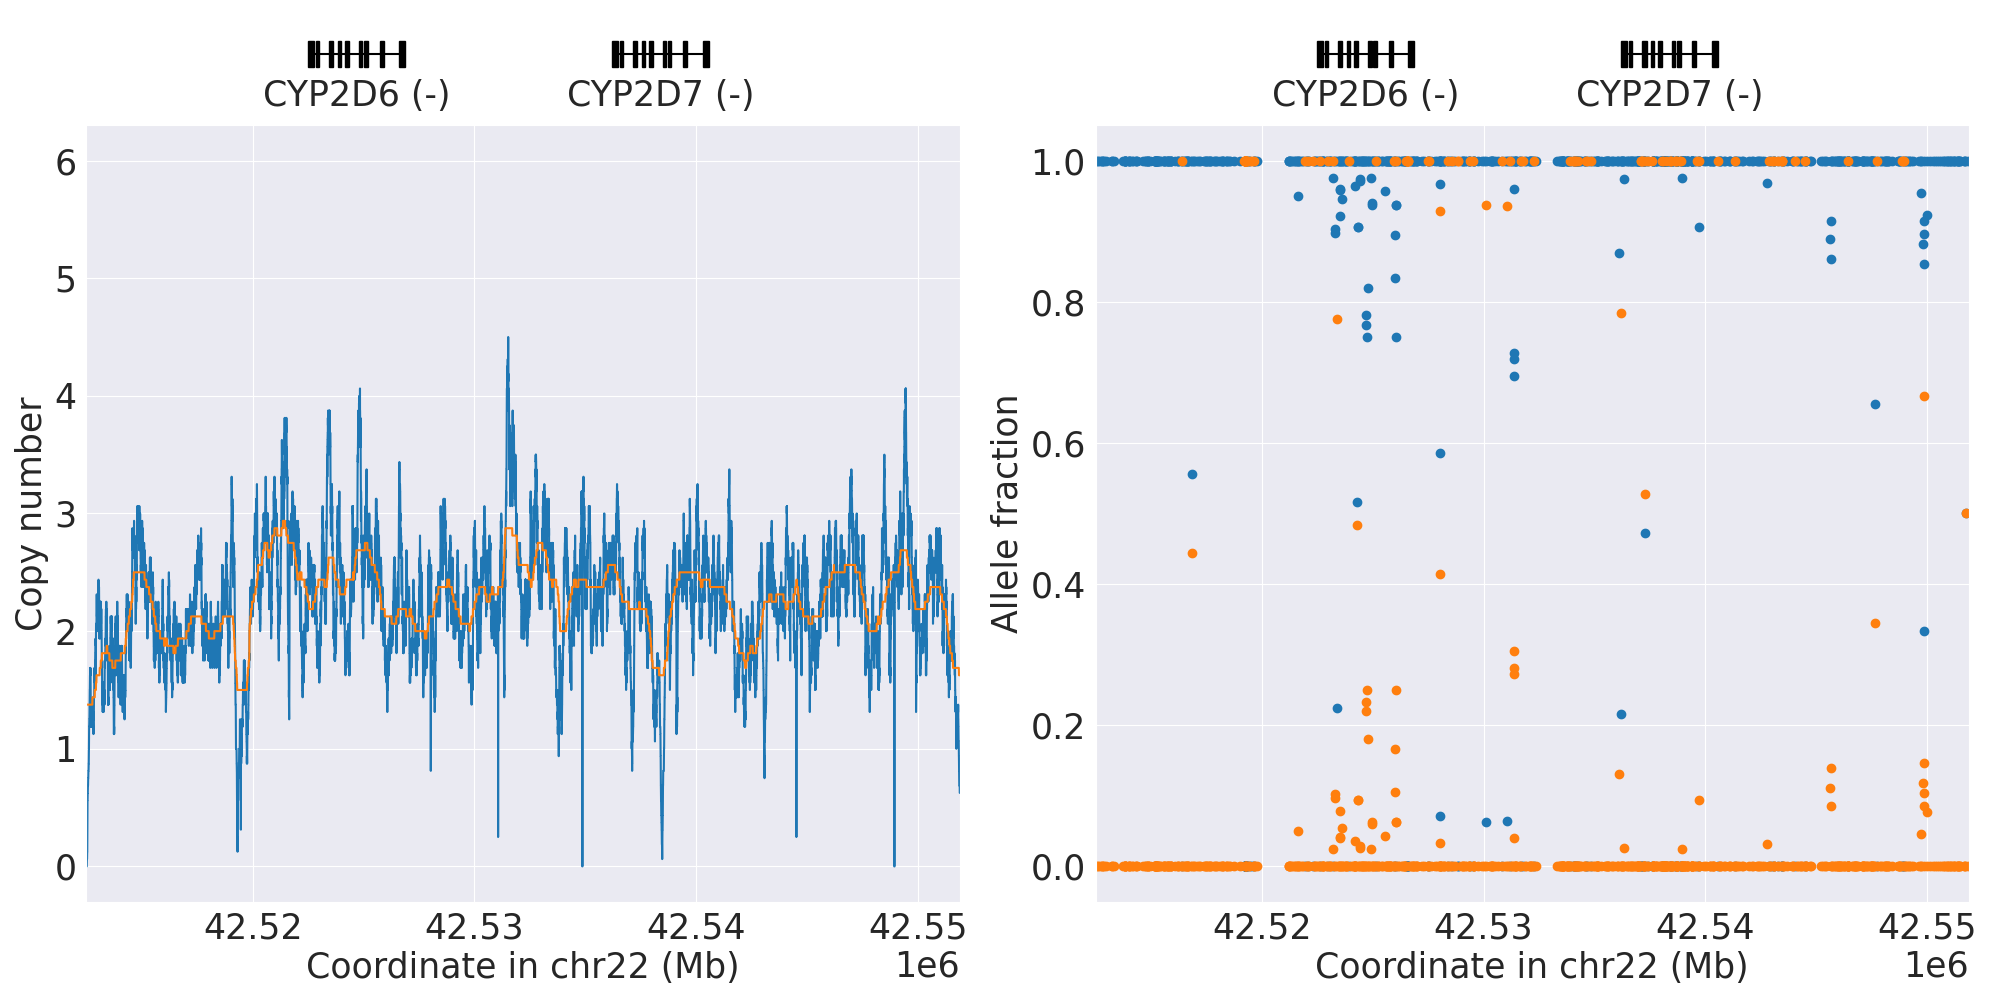 CYP2D6 (-) CYP2D7 (-)
6
5
4
3
2
1
0
Copy number
42.52 42.53 42.54 42.55
Coordinate in chr22 (Mb)
1e6
CYP2D6 (-) CYP2D7 (-)
1.0
0.8
0.6
0.4
0.2
0.0
Allele fraction
42.52 42.53 42.54 42.55
Coordinate in chr22 (Mb)
1e6